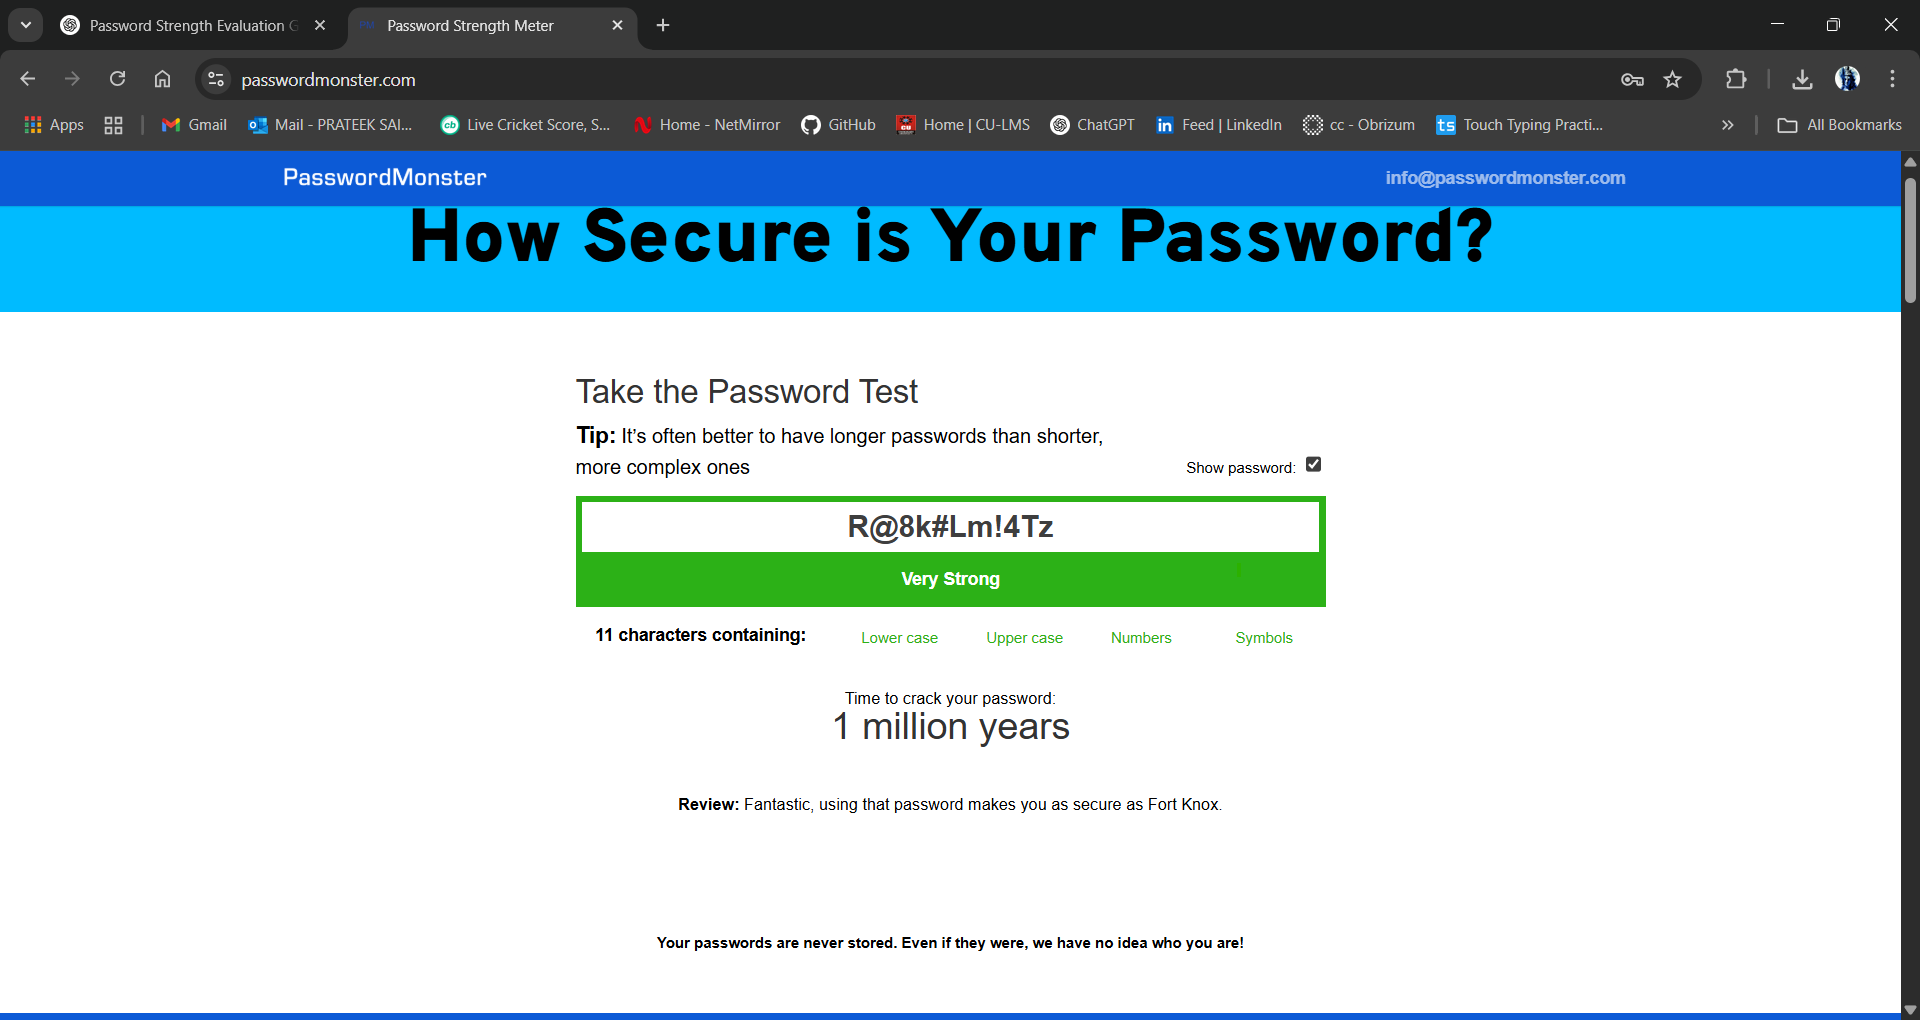 Password Strength Evaluation G
Password Strength Meter
passwordmonster.com
Apps
Gmail
Mail - PRATEEK SAI...
Live Cricket Score, S...
Home - NetMirror
GitHub
Home | CU-LMS
ChatGPT
Feed | LinkedIn
cc - Obrizum
Touch Typing Practi...
All Bookmarks
PasswordMonster
info@passwordmonster.com
How Secure is Your Password?
Take the Password Test
Tip: It's often better to have longer passwords than shorter,
more complex ones
Show password:
R@8k#Lm!4Tz
Very Strong
11 characters containing:
Lower case
Upper case
Numbers
Symbols
Time to crack your password:
1 million years
Review: Fantastic, using that password makes you as secure as Fort Knox.
Your passwords are never stored. Even if they were, we have no idea who you are!